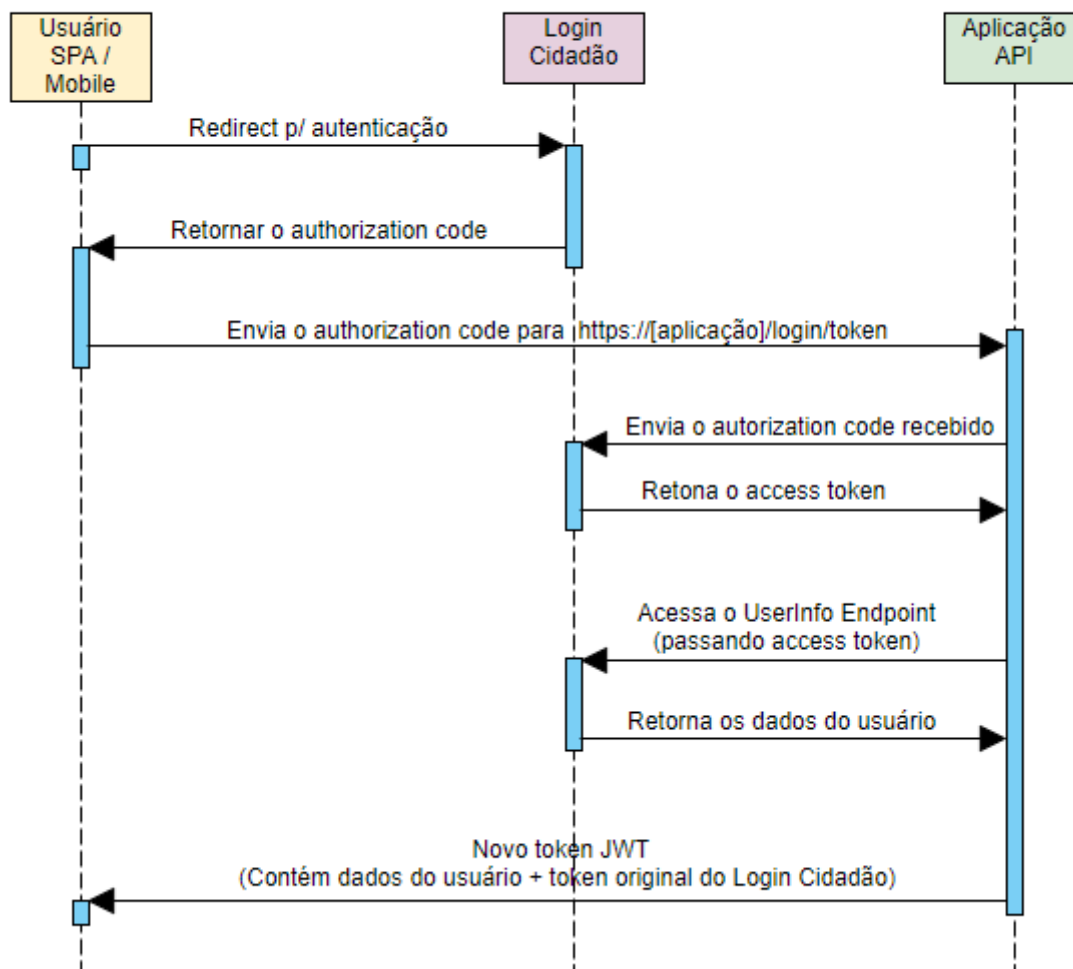 Usuário
SPA /
Mobile
Login
Cidadão
Aplicação
API
Redirect p/ autenticação
Retornar o authorization code
Envia o authorization code para https://[aplicação]/login/token
Envia o autorization code recebido
Retona o access token
Acessa o UserInfo Endpoint
(passando access token)
Retorna os dados do usuário
Novo token JWT
(Contém dados do usuário + token original do Login Cidadão)